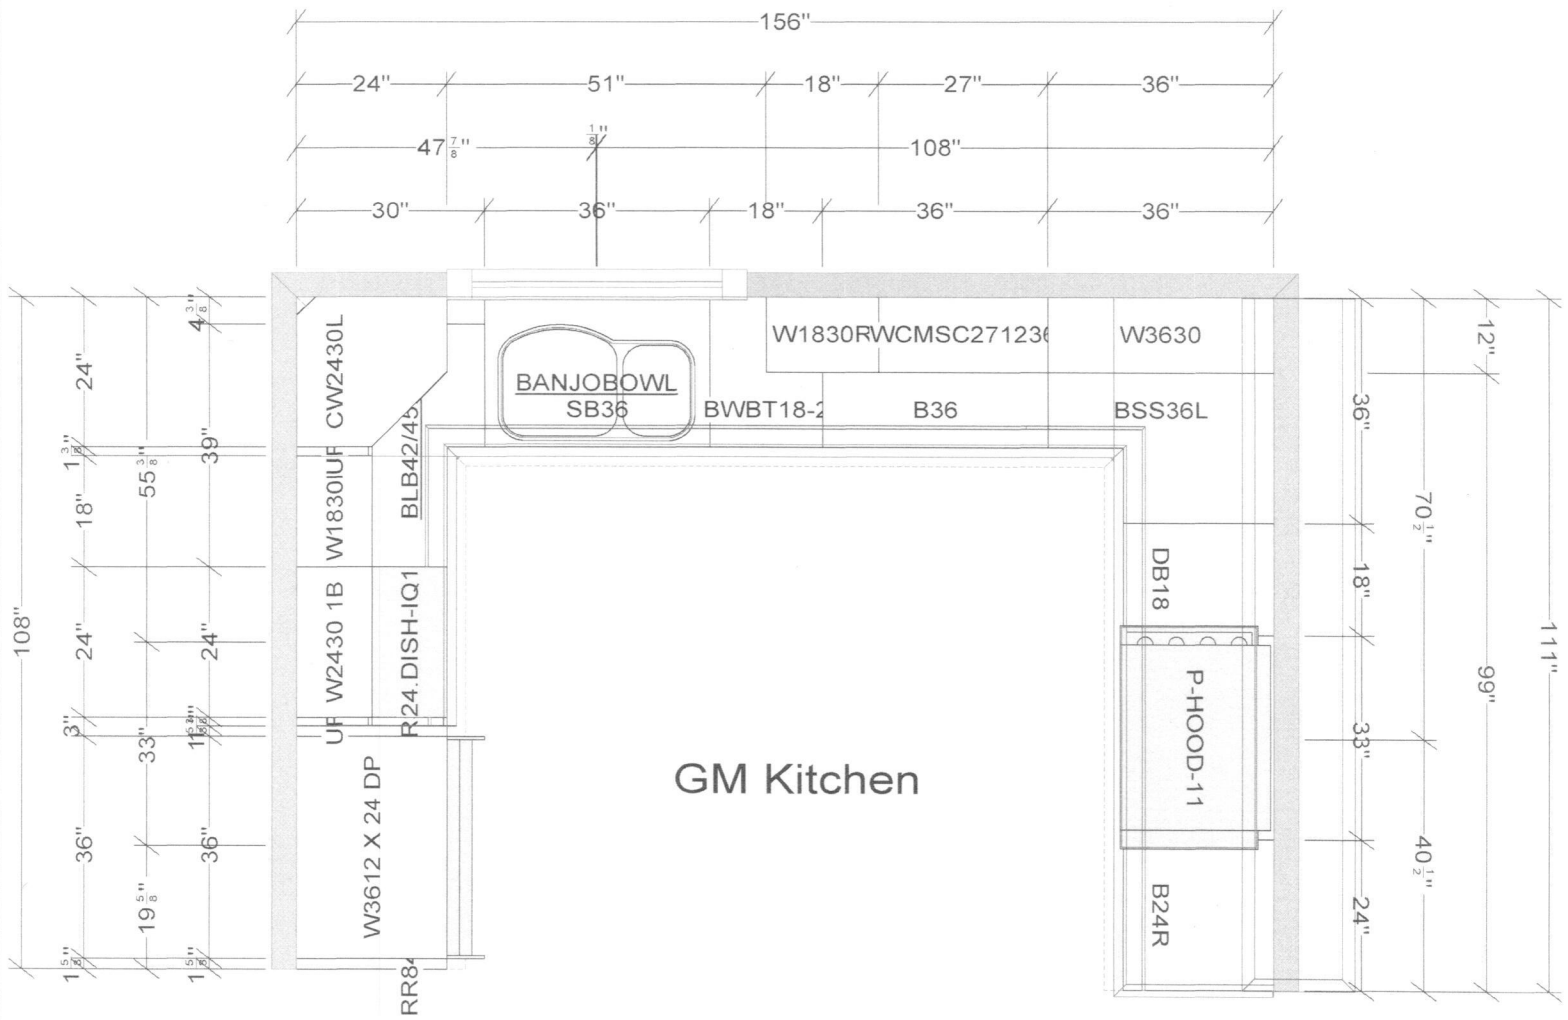 156"
24" 51" 18" 27" 36"
47 7/8" 1/8" 108"
30" 36" 18" 36" 36"
108"
24"
1 3/8"
18"
24"
3"
36"
1 5/8"
55 3/8"
33"
19 5/8"
4 3/8"
39"
24"
36"
1 5/8"
CW2430L
W1830
UF W2430 1B
W3612 X 24 DP
BLB42/45
R24.DISH-IQ1
RR84
BANJOBOWL
SB36
BWBT18-2
W1830R
WCMSC271236
W3630
B36
BSS36L
DB18
P-HOOD-11
B24R
GM Kitchen
36"
18"
33"
24"
70 1/2"
40 1/2"
12"
99"
111"